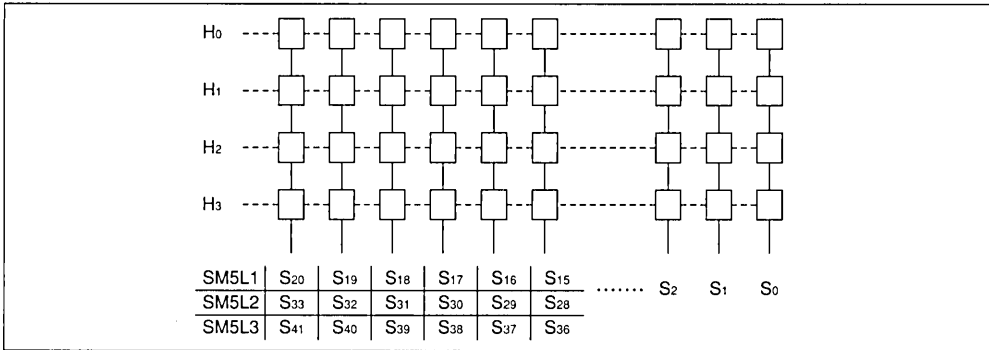 H0
H1
H2
H3
SM5L1 S20 S19 S18 S17 S16 S15 ······· S2 S1 S0
SM5L2 S33 S32 S31 S30 S29 S28
SM5L3 S41 S40 S39 S38 S37 S36